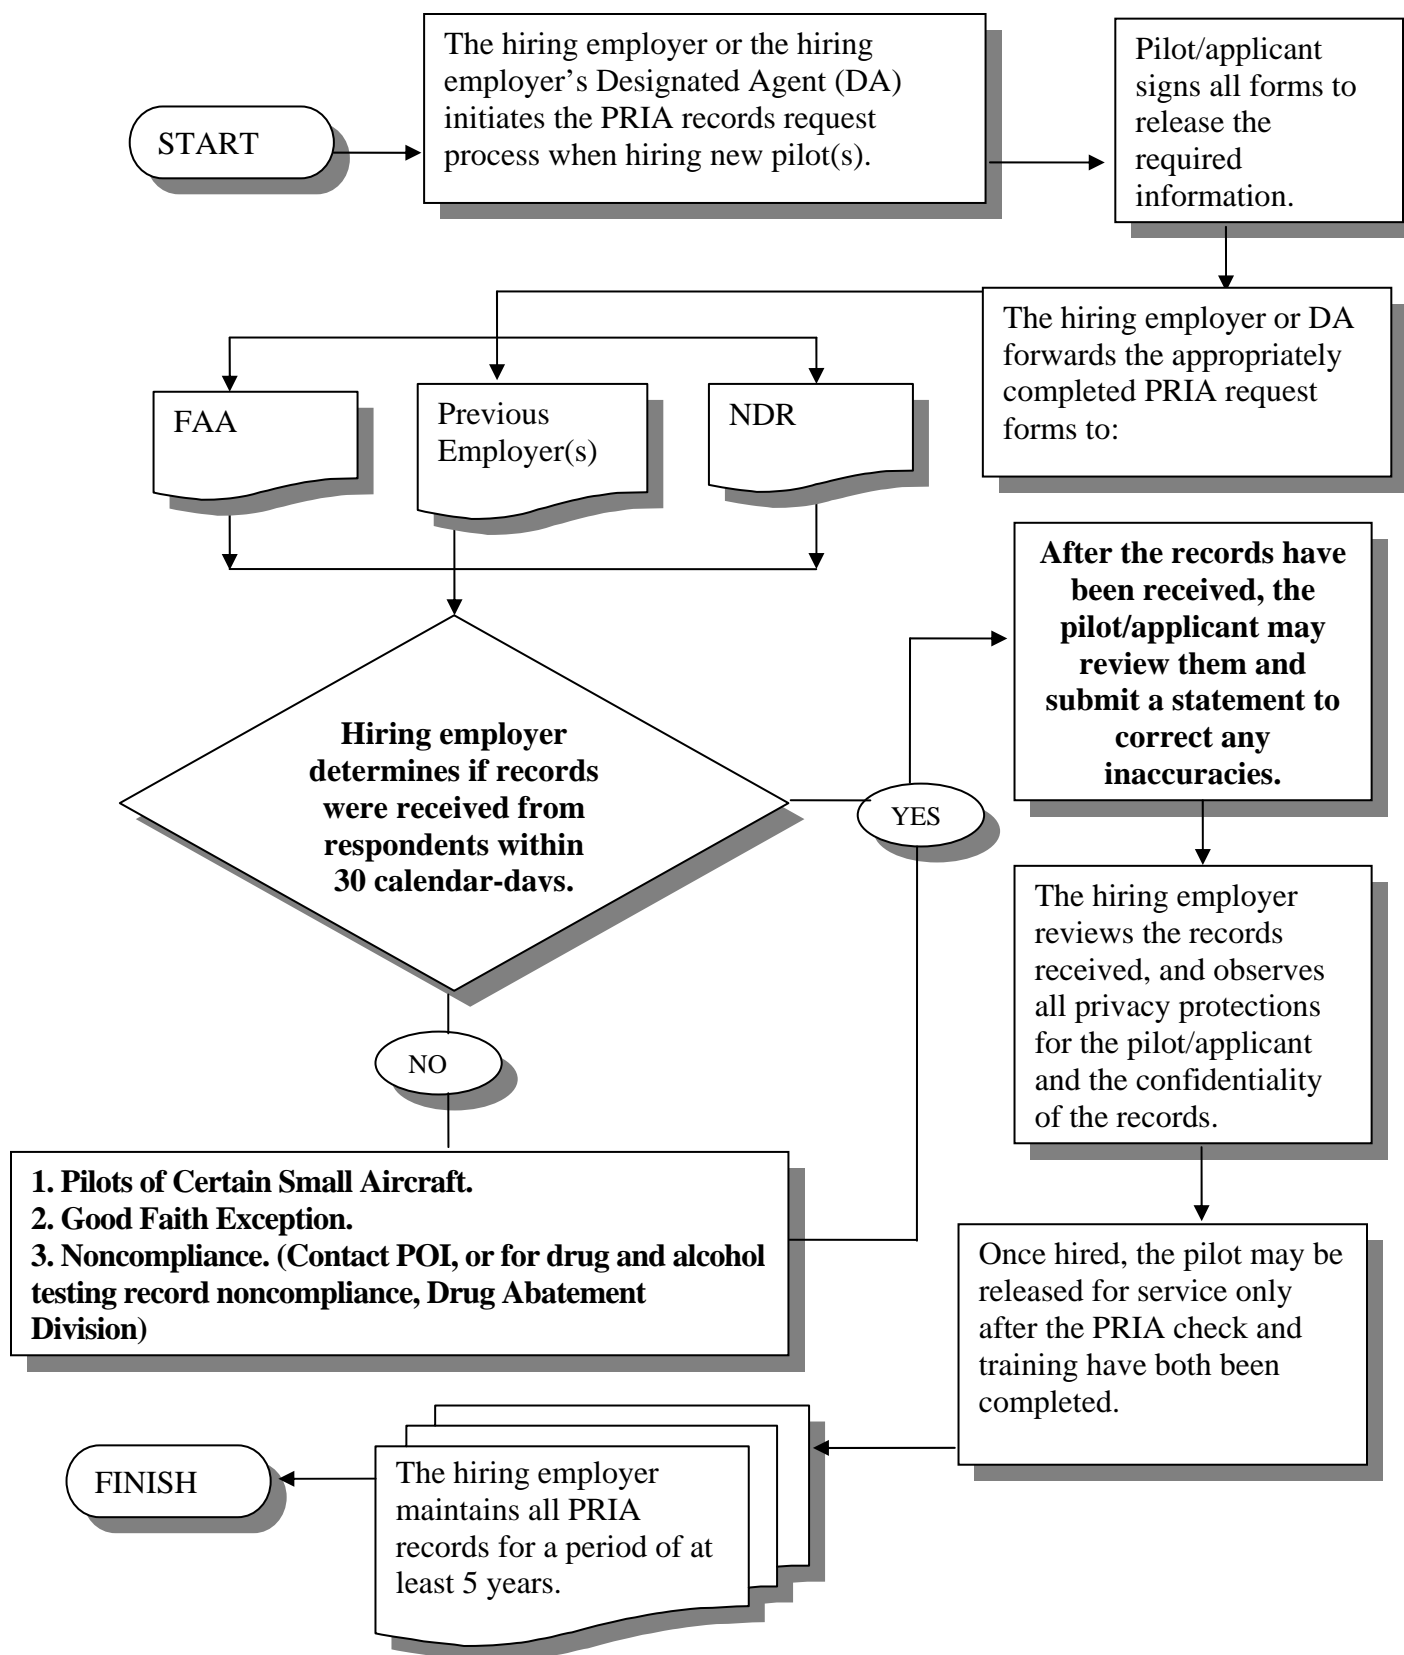 START
The hiring employer or the hiring
employer’s Designated Agent (DA)
initiates the PRIA records request
process when hiring new pilot(s).
Pilot/applicant
signs all forms to
release the
required
information.
The hiring employer or DA
forwards the appropriately
completed PRIA request
forms to:
FAA
Previous
Employer(s)
NDR
Hiring employer
determines if records
were received from
respondents within
30 calendar-days.
YES
NO
After the records have
been received, the
pilot/applicant may
review them and
submit a statement to
correct any
inaccuracies.
The hiring employer
reviews the records
received, and observes
all privacy protections
for the pilot/applicant
and the confidentiality
of the records.
1. Pilots of Certain Small Aircraft.
2. Good Faith Exception.
3. Noncompliance. (Contact POI, or for drug and alcohol
testing record noncompliance, Drug Abatement
Division)
Once hired, the pilot may be
released for service only
after the PRIA check and
training have both been
completed.
The hiring employer
maintains all PRIA
records for a period of at
least 5 years.
FINISH